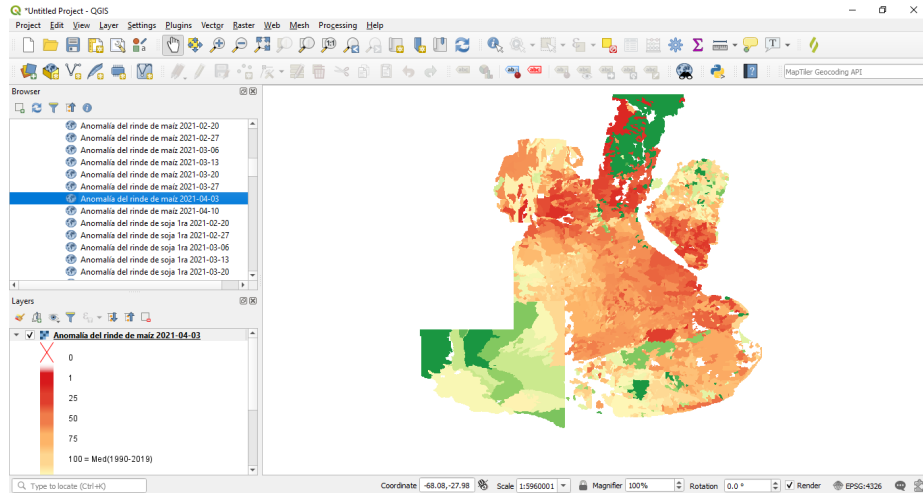 *Untitled Project - QGIS
Project Edit View Layer Settings Plugins Vector Raster Web Mesh Processing Help
MapTiler Geocoding API
Browser
Anomalía del rinde de maíz 2021-02-20
Anomalía del rinde de maíz 2021-02-27
Anomalía del rinde de maíz 2021-03-06
Anomalía del rinde de maíz 2021-03-13
Anomalía del rinde de maíz 2021-03-20
Anomalía del rinde de maíz 2021-03-27
Anomalía del rinde de maíz 2021-04-03
Anomalía del rinde de maíz 2021-04-10
Anomalía del rinde de soja 1ra 2021-02-20
Anomalía del rinde de soja 1ra 2021-02-27
Anomalía del rinde de soja 1ra 2021-03-06
Anomalía del rinde de soja 1ra 2021-03-13
Anomalía del rinde de soja 1ra 2021-03-20
Layers
Anomalía del rinde de maíz 2021-04-03
0
1
25
50
75
100 = Med(1990-2019)
Type to locate (Ctrl+K)
Coordinate -68.08,-27.98 Scale 1:5960001 Magnifier 100% Rotation 0.0 ° Render EPSG:4326